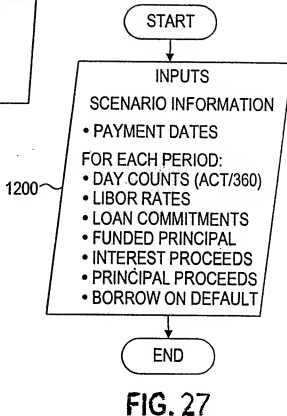 START
INPUTS
SCENARIO INFORMATION
• PAYMENT DATES
FOR EACH PERIOD:
• DAY COUNTS (ACT/360)
• LIBOR RATES
• LOAN COMMITMENTS
• FUNDED PRINCIPAL
• INTEREST PROCEEDS
• PRINCIPAL PROCEEDS
• BORROW ON DEFAULT
1200
END
FIG. 27